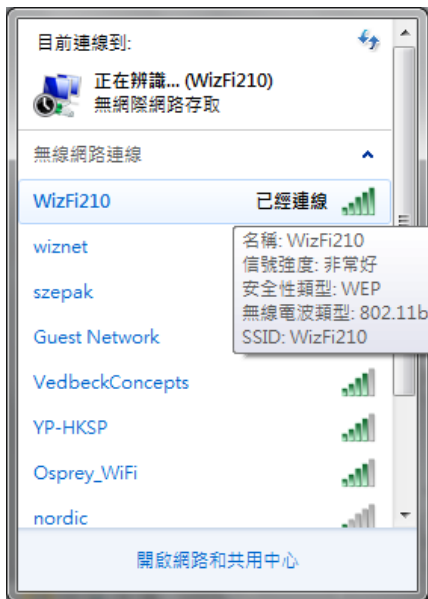 目前連線到:
正在辨識... (WizFi210)
無網際網路存取
無線網路連線
WizFi210 已經連線
wiznet
szepak
Guest Network
VedbeckConcepts
YP-HKSP
Osprey_WiFi
nordic
名稱: WizFi210
信號強度: 非常好
安全性類型: WEP
無線電波類型: 802.11b
SSID: WizFi210
開啟網路和共用中心